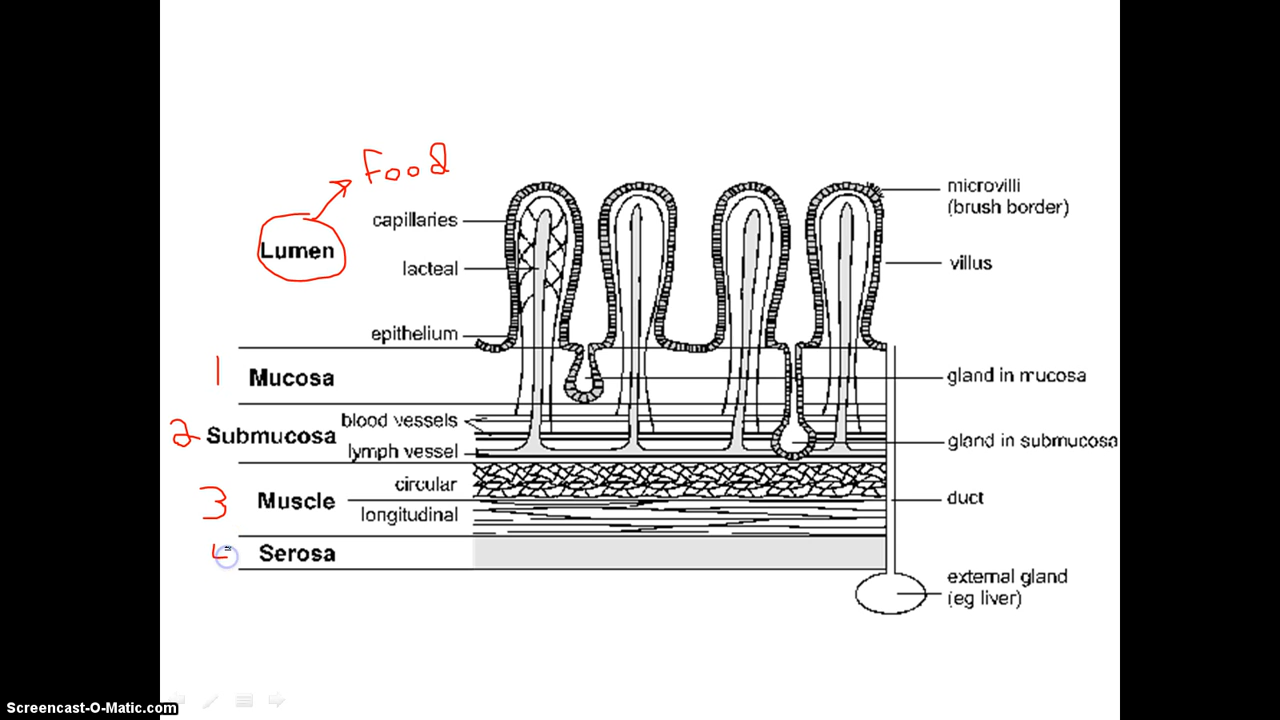 Food
Lumen
capillaries
lacteal
epithelium
1 Mucosa
blood vessels
2 Submucosa
lymph vessel
circular
3 Muscle
longitudinal
4 Serosa
microvilli
(brush border)
villus
gland in mucosa
gland in submucosa
duct
external gland
(eg liver)
Screencast-O-Matic.com